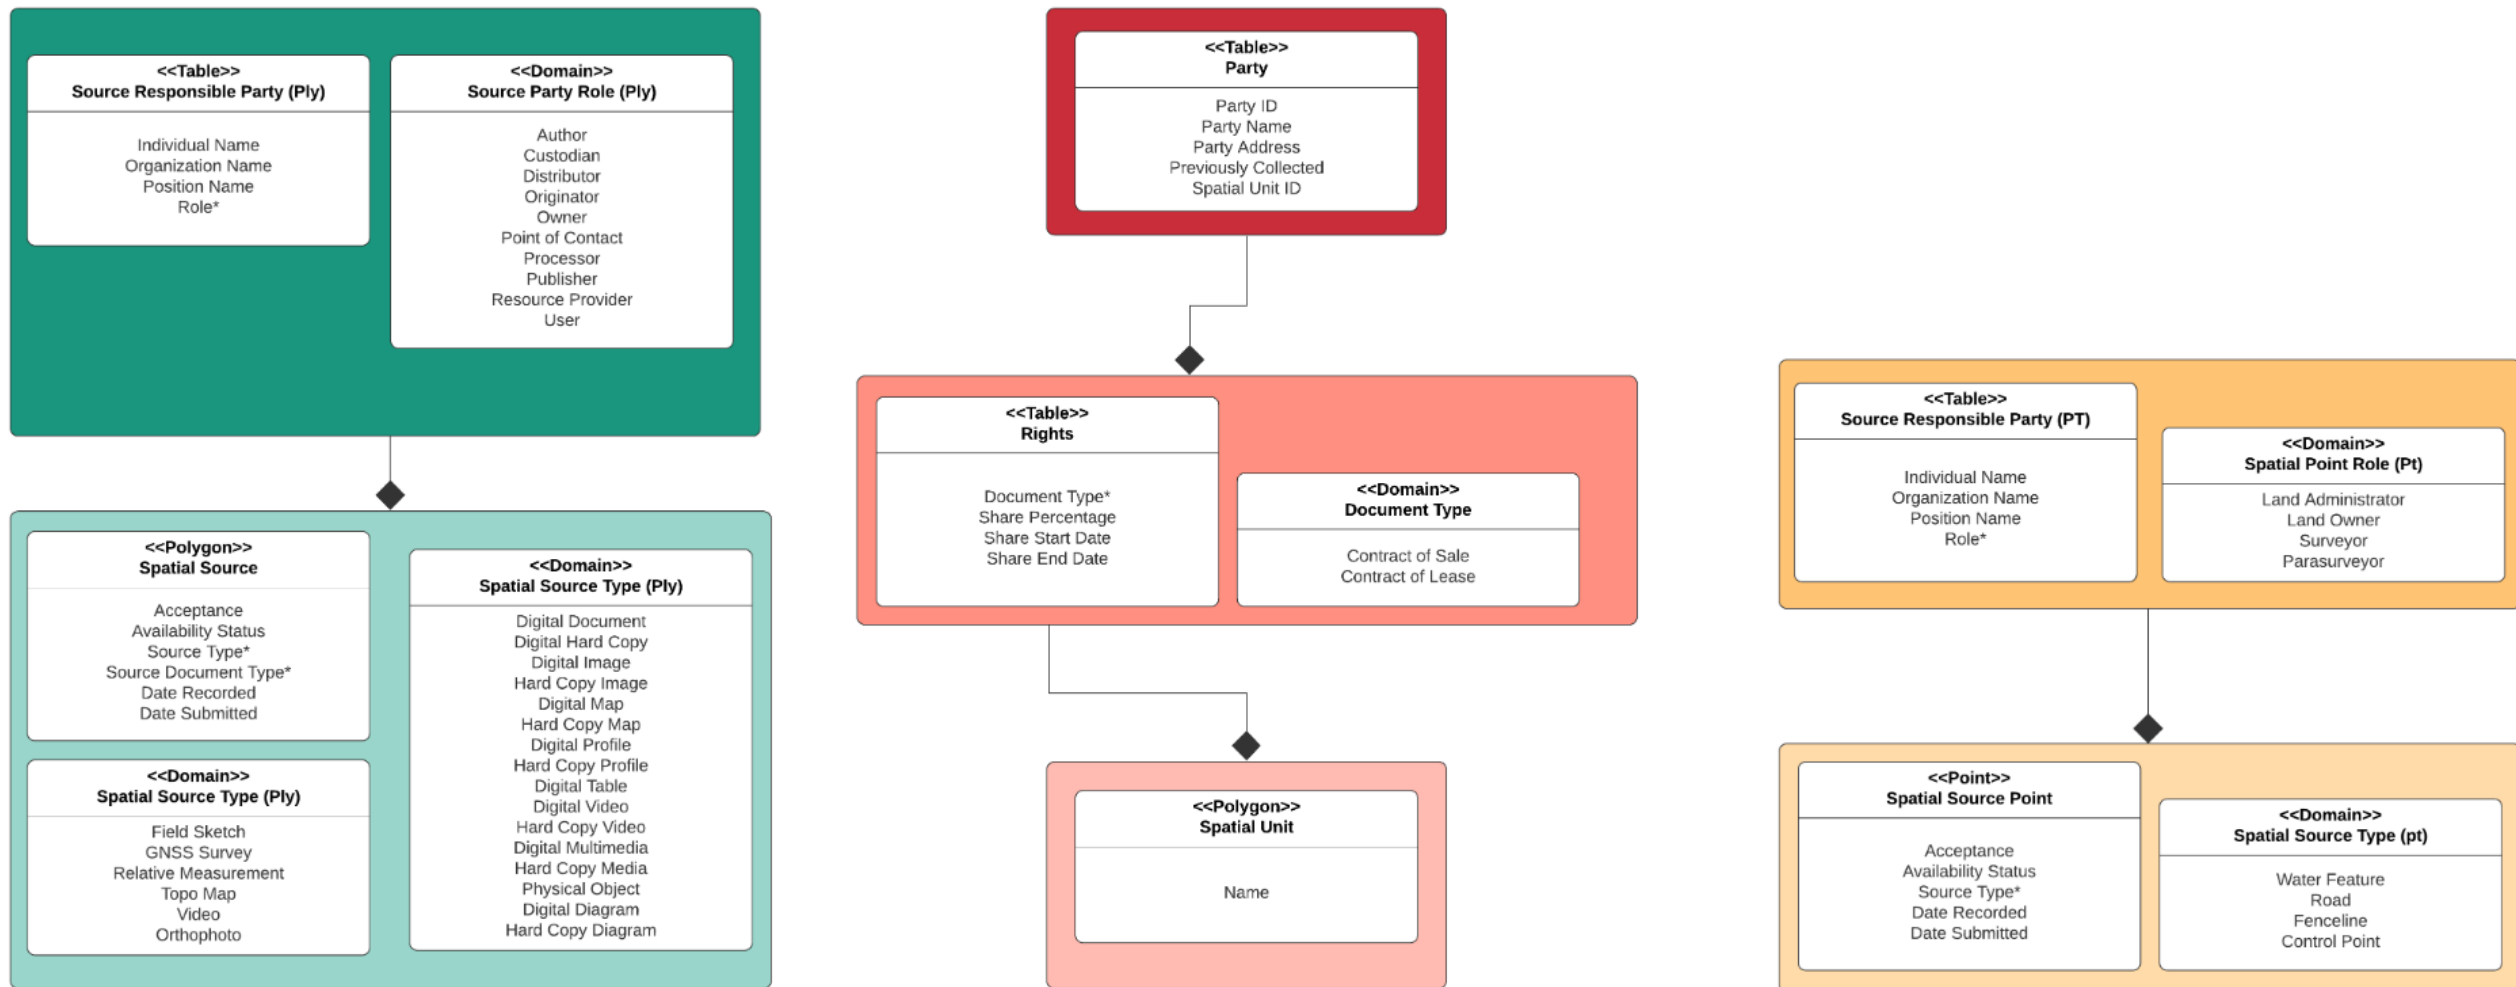 <<Table>>
Source Responsible Party (Ply)
Individual Name
Organization Name
Position Name
Role*
<<Domain>>
Source Party Role (Ply)
Author
Custodian
Distributor
Originator
Owner
Point of Contact
Processor
Publisher
Resource Provider
User
<<Polygon>>
Spatial Source
Acceptance
Availability Status
Source Type*
Source Document Type*
Date Recorded
Date Submitted
<<Domain>>
Spatial Source Type (Ply)
Field Sketch
GNSS Survey
Relative Measurement
Topo Map
Video
Orthophoto
<<Domain>>
Spatial Source Type (Ply)
Digital Document
Digital Hard Copy
Digital Image
Hard Copy Image
Digital Map
Hard Copy Map
Digital Profile
Hard Copy Profile
Digital Table
Digital Video
Hard Copy Video
Digital Multimedia
Hard Copy Media
Physical Object
Digital Diagram
Hard Copy Diagram
<<Table>>
Party
Party ID
Party Name
Party Address
Previously Collected
Spatial Unit ID
<<Table>>
Rights
Document Type*
Share Percentage
Share Start Date
Share End Date
<<Domain>>
Document Type
Contract of Sale
Contract of Lease
<<Polygon>>
Spatial Unit
Name
<<Table>>
Source Responsible Party (PT)
Individual Name
Organization Name
Position Name
Role*
<<Domain>>
Spatial Point Role (Pt)
Land Administrator
Land Owner
Surveyor
Parasurveyor
<<Point>>
Spatial Source Point
Acceptance
Availability Status
Source Type*
Date Recorded
Date Submitted
<<Domain>>
Spatial Source Type (pt)
Water Feature
Road
Fenceline
Control Point